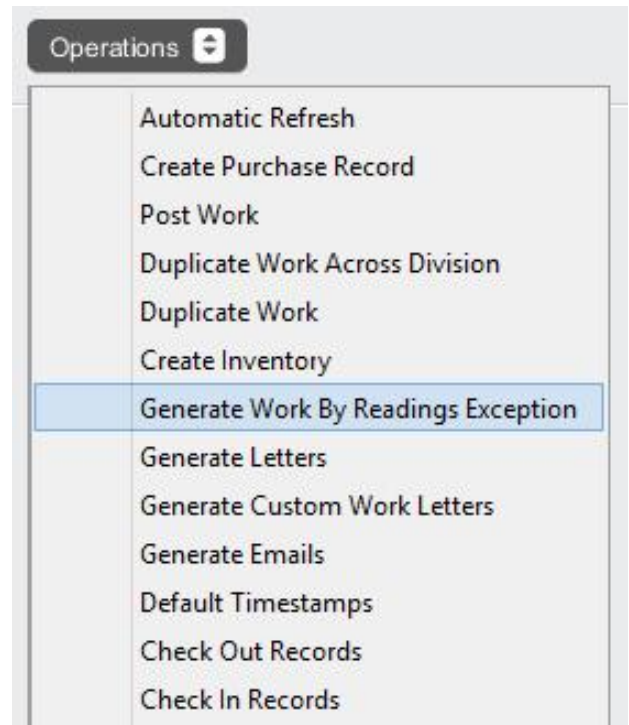 Operations
Automatic Refresh
Create Purchase Record
Post Work
Duplicate Work Across Division
Duplicate Work
Create Inventory
Generate Work By Readings Exception
Generate Letters
Generate Custom Work Letters
Generate Emails
Default Timestamps
Check Out Records
Check In Records